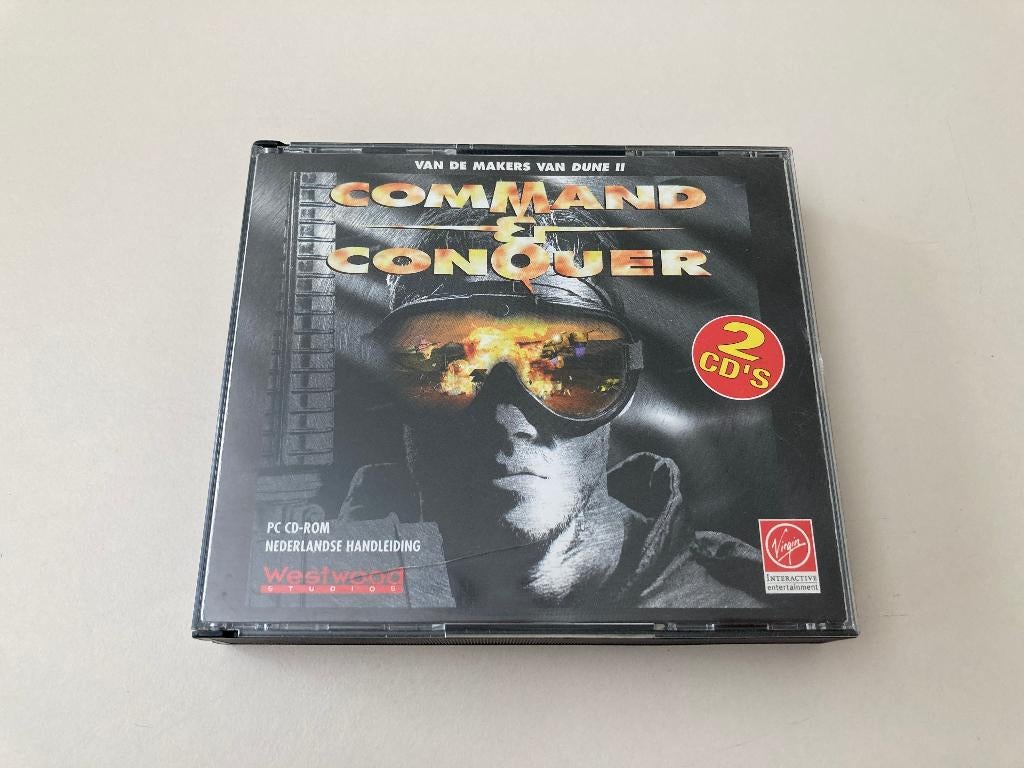 VAN DE MAKERS VAN DUNE II
COMMAND
&
CONQUER™
2
CD'S
PC CD-ROM
NEDERLANDSE HANDLEIDING
Westwood
STUDIOS
Virgin
INTERACTIVE
entertainment